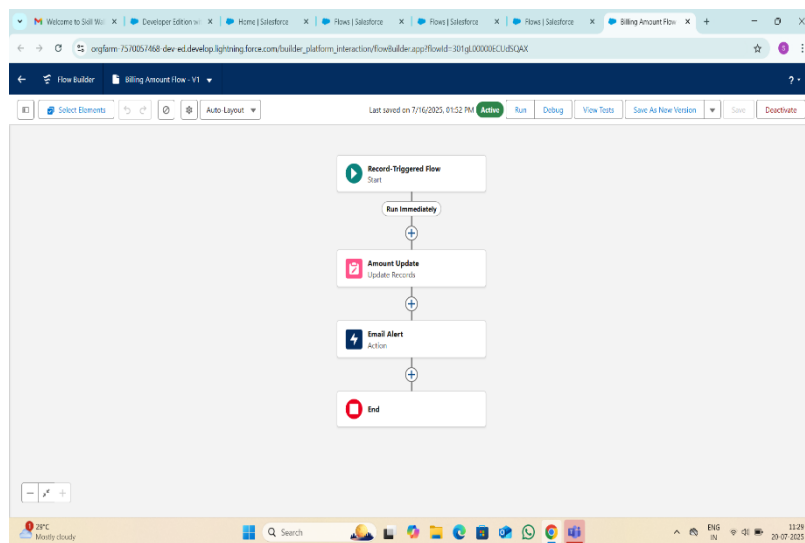 Welcome to Skill Wal
Developer Edition wi
Home | Salesforce
Flows | Salesforce
Flows | Salesforce
Flows | Salesforce
Billing Amount Flow
orgfarm-7570057468-dev-ed.develop.lightning.force.com/builder_platform_interaction/flowBuilder.app?flowId=301gL00000ECUdSQAX
Flow Builder
Billing Amount Flow - V1
?
Select Elements
Auto-Layout
Last saved on 7/16/2025, 01:52 PM
Active
Run
Debug
View Tests
Save As New Version
Save
Deactivate
Record-Triggered Flow
Start
Run Immediately
Amount Update
Update Records
Email Alert
Action
End
1
29°C
Mostly cloudy
Search
ENG
IN
11:29
20-07-2025